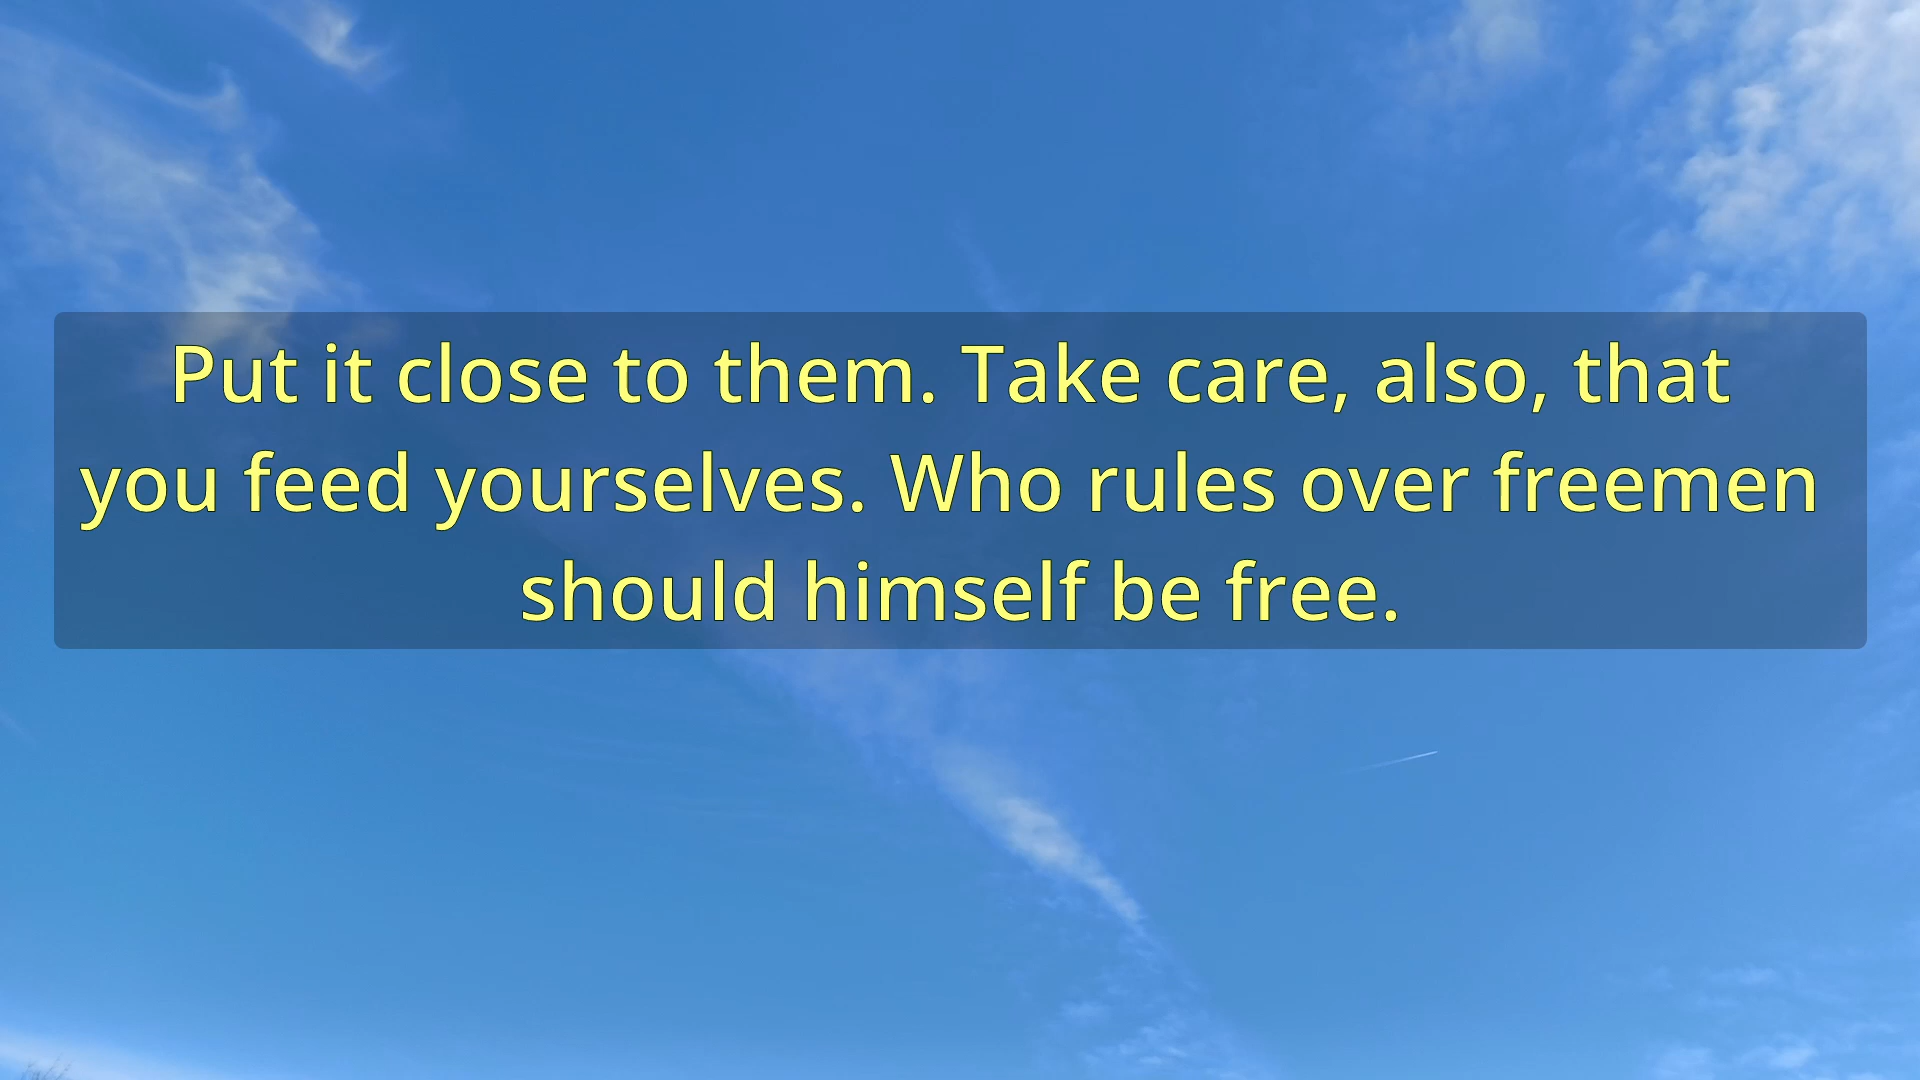 Put it close to them. Take care, also, that
you feed yourselves. Who rules over freemen
should himself be free.